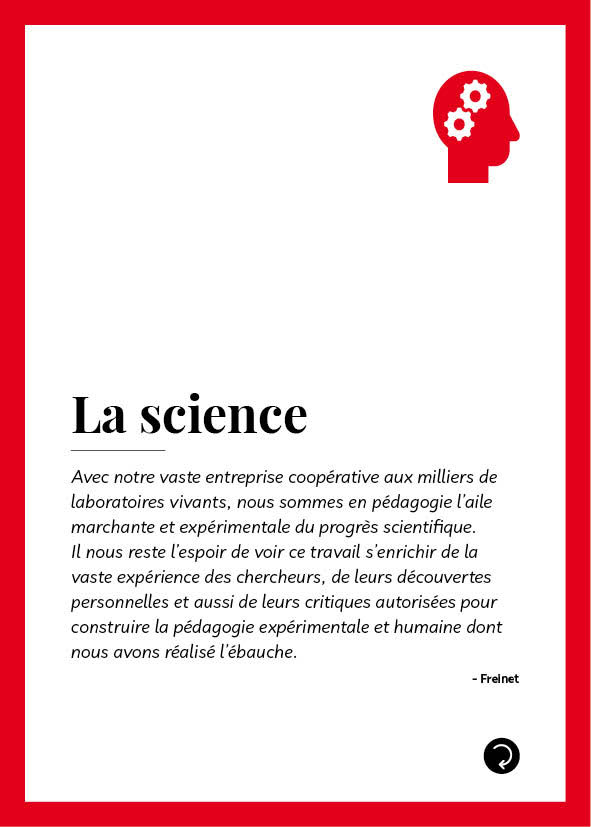 La science
Avec notre vaste entreprise coopérative aux milliers de
laboratoires vivants, nous sommes en pédagogie l'aile
marchante et expérimentale du progrès scientifique.
Il nous reste l'espoir de voir ce travail s'enrichir de la
vaste expérience des chercheurs, de leurs découvertes
personnelles et aussi de leurs critiques autorisées pour
construire la pédagogie expérimentale et humaine dont
nous avons réalisé l'ébauche.
- Freinet